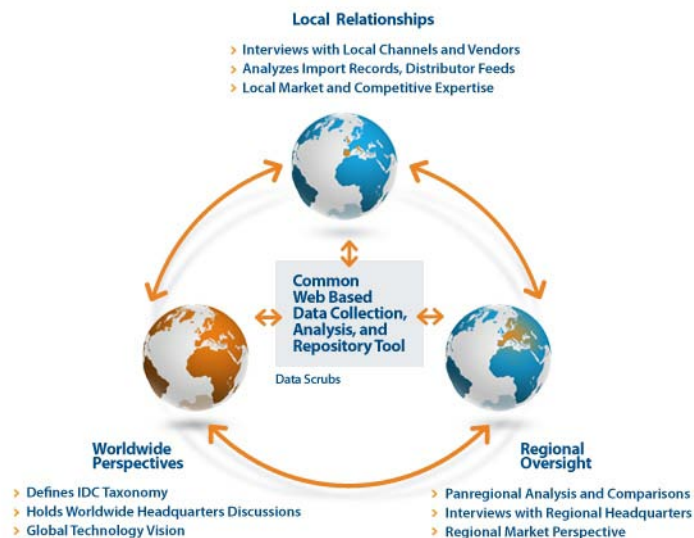 Local Relationships
Interviews with Local Channels and Vendors
Analyzes Import Records, Distributor Feeds
Local Market and Competitive Expertise
Common
Web Based
Data Collection,
Analysis, and
Repository Tool
Data Scrubs
Worldwide
Perspectives
Defines IDC Taxonomy
Holds Worldwide Headquarters Discussions
Global Technology Vision
Regional
Oversight
Panregional Analysis and Comparisons
Interviews with Regional Headquarters
Regional Market Perspective